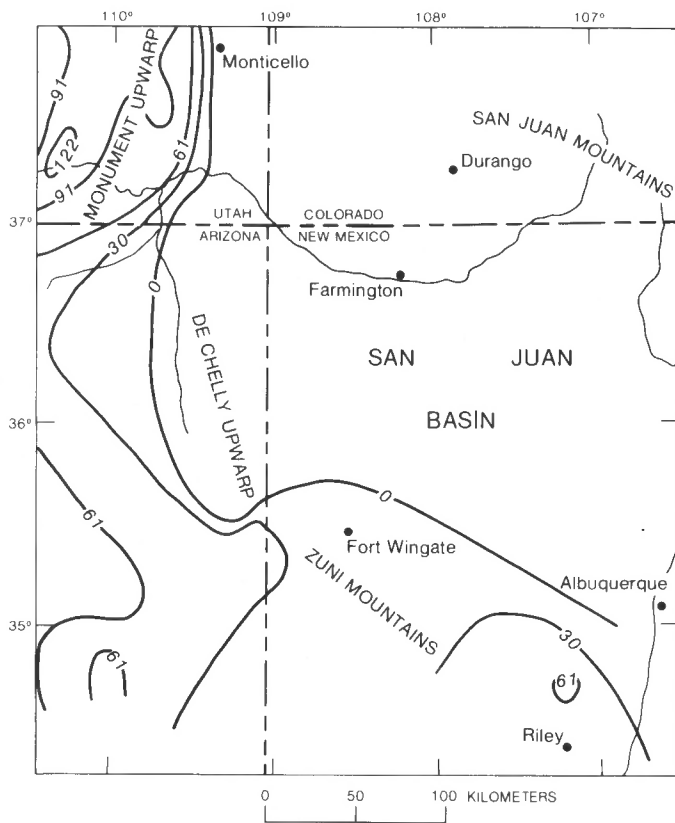 110° 109° 108° 107°
Monticello
91
MONUMENT UPWARP
61
SAN JUAN MOUNTAINS
122
Durango
91
37°
UTAH COLORADO
ARIZONA NEW MEXICO
30
0
Farmington
DE CHELLY UPWARP
SAN JUAN
BASIN
36°
61
0
Fort Wingate
ZUNI MOUNTAINS
Albuquerque
35°
30
61
61
Riley
0 50 100 KILOMETERS